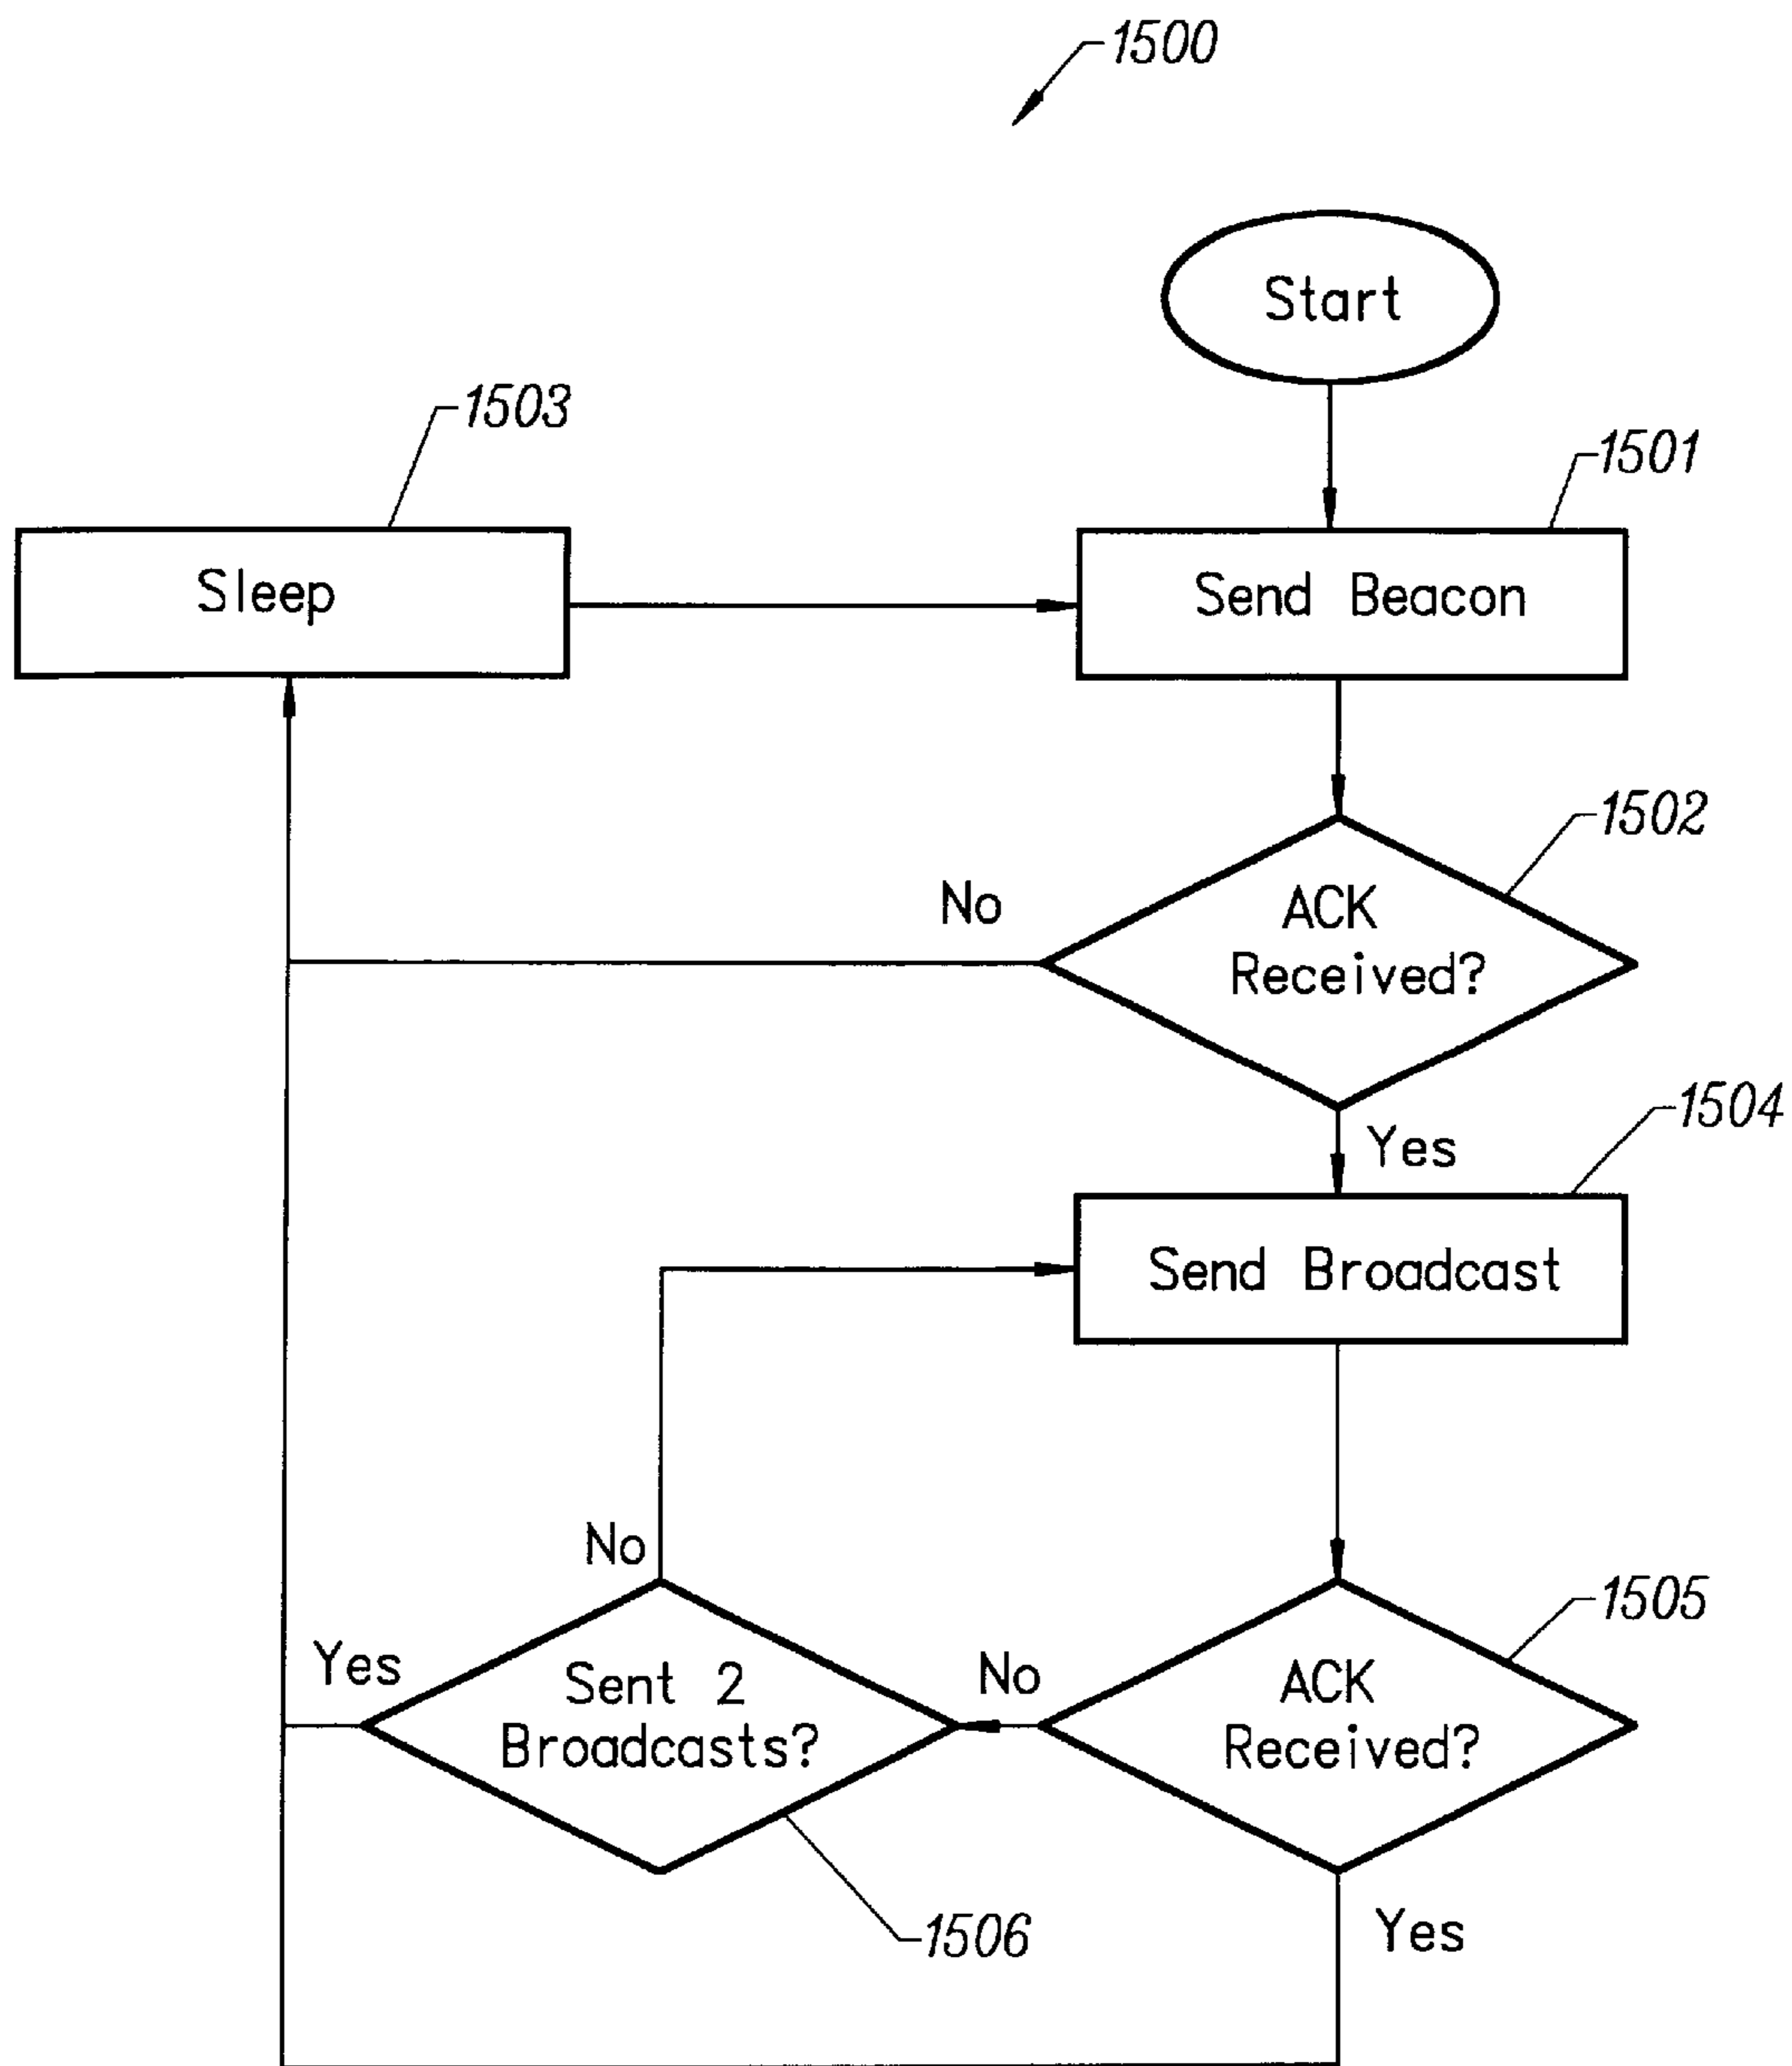 1500
Start
1503
1501
Sleep
Send Beacon
1502
No
ACK
Received?
1504
Yes
Send Broadcast
No
1505
Yes
Sent 2
Broadcasts?
No
ACK
Received?
1506
Yes